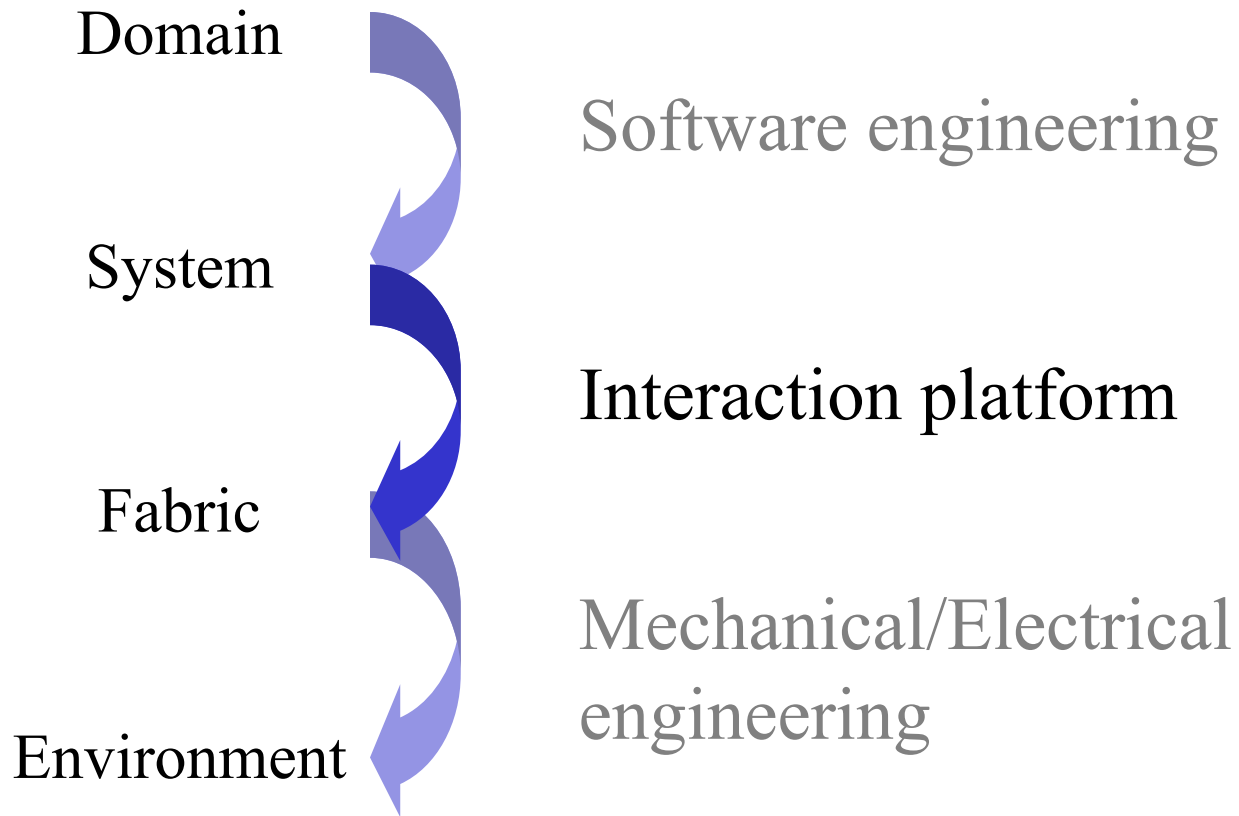 Domain
Software engineering
System
Interaction platform
Fabric
Mechanical/Electrical
engineering
Environment